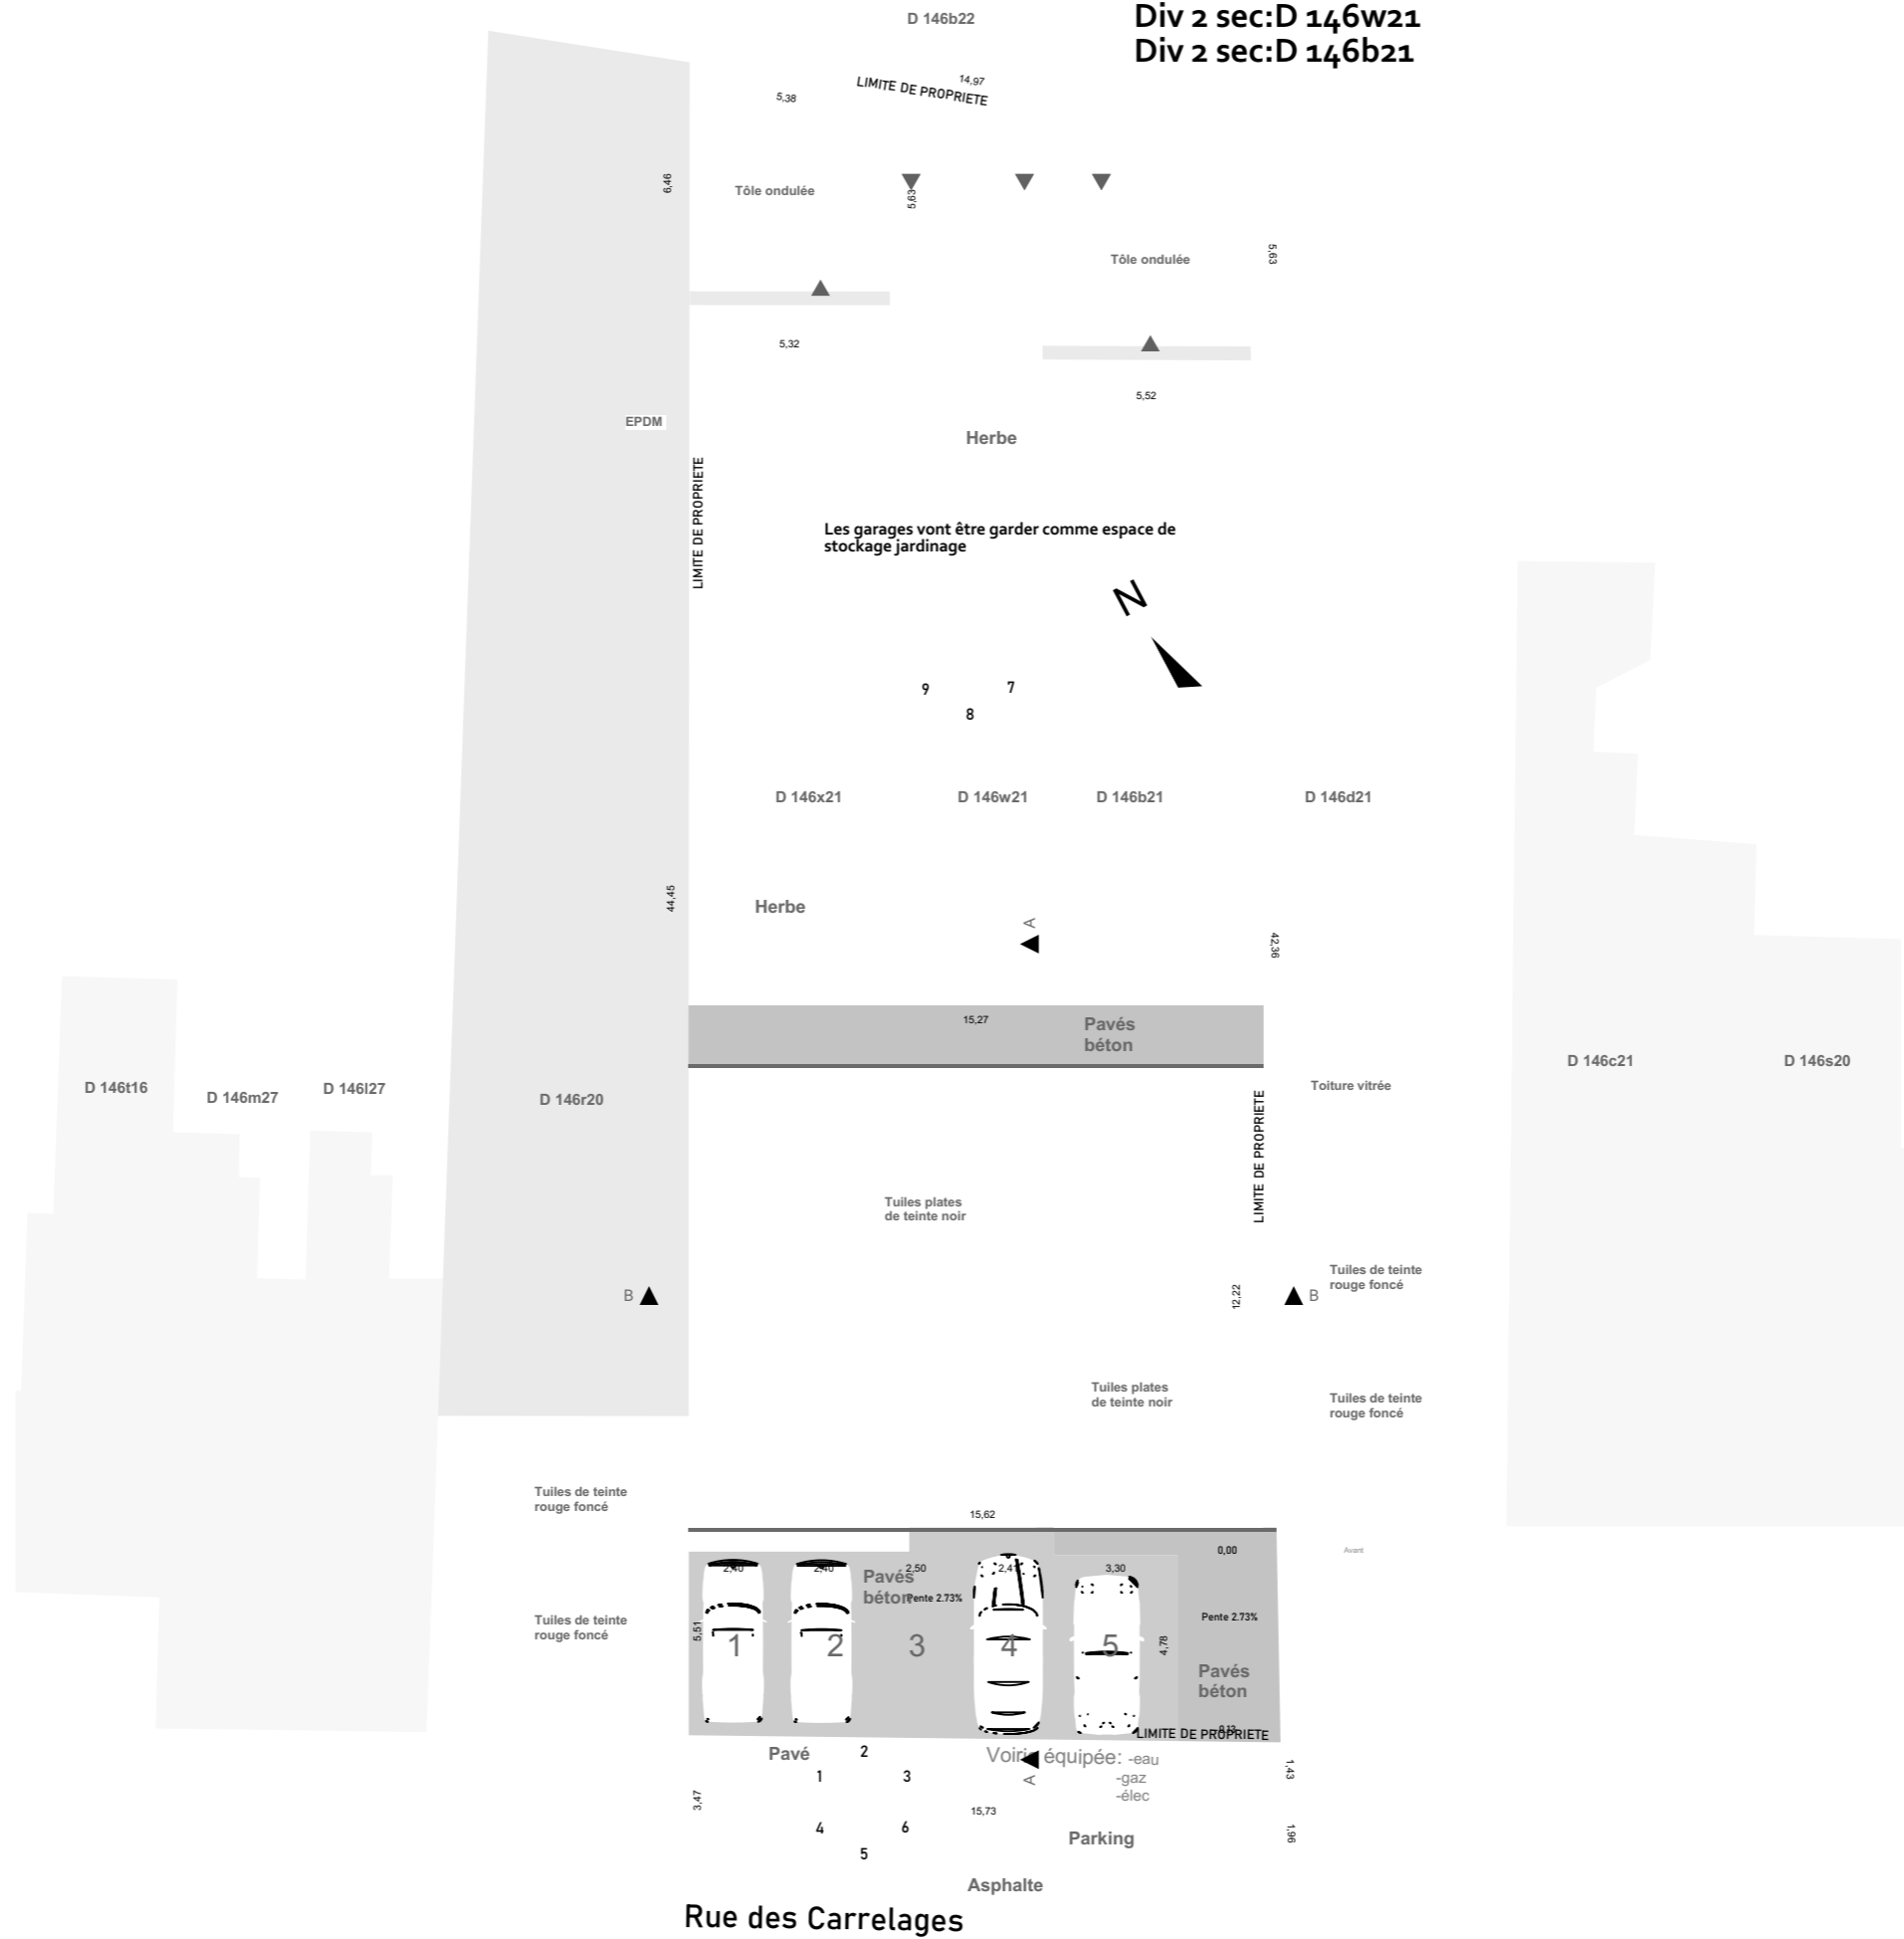 D 146b22
Div 2 sec:D 146w21
Div 2 sec:D 146b21
14,97
LIMITE DE PROPRIETE
5,38
6,46
Tôle ondulée
5,63
Tôle ondulée
5,63
5,32
5,52
EPDM
Herbe
LIMITE DE PROPRIETE
Les garages vont être garder comme espace de
stockage jardinage
N
9
7
8
D 146x21
D 146w21
D 146b21
D 146d21
44,45
Herbe
A
42,36
15,27
Pavés
béton
D 146t16
D 146m27
D 146l27
D 146r20
Toiture vitrée
D 146c21
D 146s20
LIMITE DE PROPRIETE
Tuiles plates
de teinte noir
Tuiles de teinte
rouge foncé
B
12,22
B
Tuiles plates
de teinte noir
Tuiles de teinte
rouge foncé
Tuiles de teinte
rouge foncé
15,62
0,00
Avant
2,40
2,40
2,50
2,41
3,30
Pavés
béton
Pente 2.73%
Pente 2.73%
Tuiles de teinte
rouge foncé
5,51
1
2
3
4
5
4,78
Pavés
béton
LIMITE DE PROPRIETE
Pavé
2
Voirie équipée: -eau
-gaz
-élec
1
3
A
1,43
3,47
15,73
4
6
5
Parking
1,96
Asphalte
Rue des Carrelages